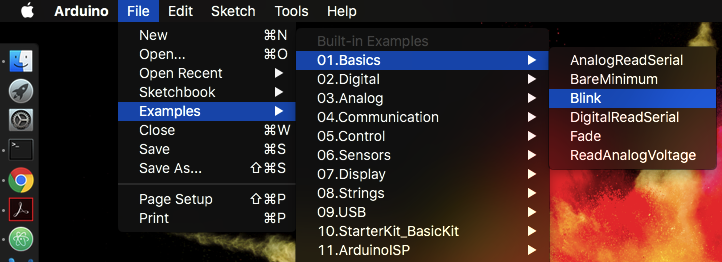 Arduino File Edit Sketch Tools Help
New ⌘N
Open... ⌘O
Open Recent ▶
Sketchbook ▶
Examples ▶
Close ⌘W
Save ⌘S
Save As... ⇧⌘S
Page Setup ⇧⌘P
Print ⌘P
Built-in Examples
01.Basics ▶
02.Digital ▶
03.Analog ▶
04.Communication ▶
05.Control ▶
06.Sensors ▶
07.Display ▶
08.Strings ▶
09.USB ▶
10.StarterKit_BasicKit ▶
11.ArduinoISP ▶
AnalogReadSerial
BareMinimum
Blink
DigitalReadSerial
Fade
ReadAnalogVoltage